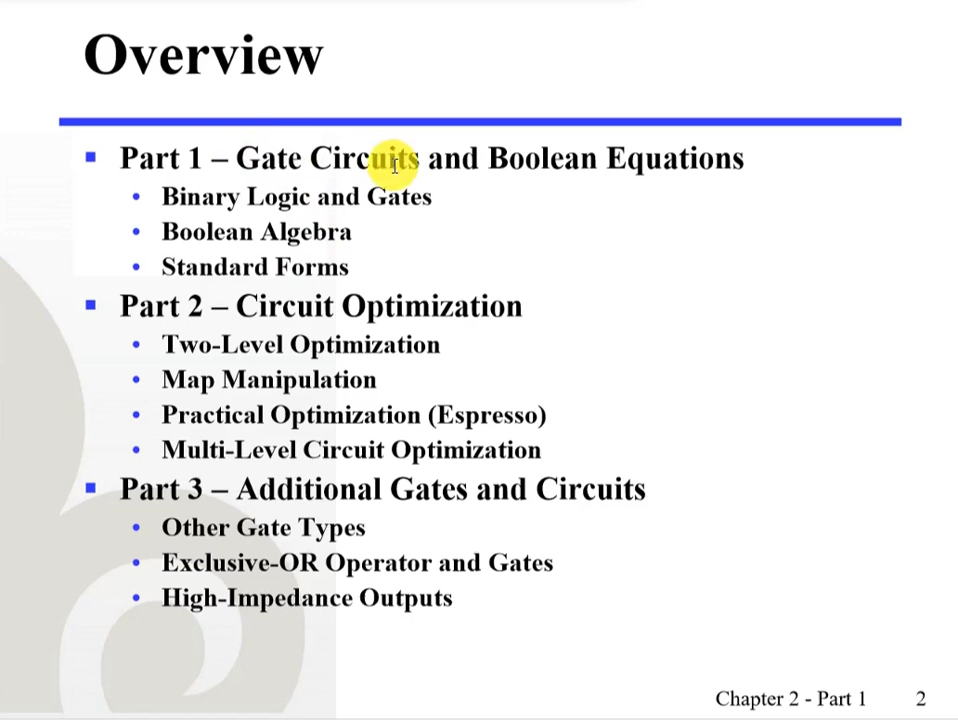 Overview
Part 1 – Gate Circuits and Boolean Equations
Binary Logic and Gates
Boolean Algebra
Standard Forms
Part 2 – Circuit Optimization
Two-Level Optimization
Map Manipulation
Practical Optimization (Espresso)
Multi-Level Circuit Optimization
Part 3 – Additional Gates and Circuits
Other Gate Types
Exclusive-OR Operator and Gates
High-Impedance Outputs
Chapter 2 - Part 1 2